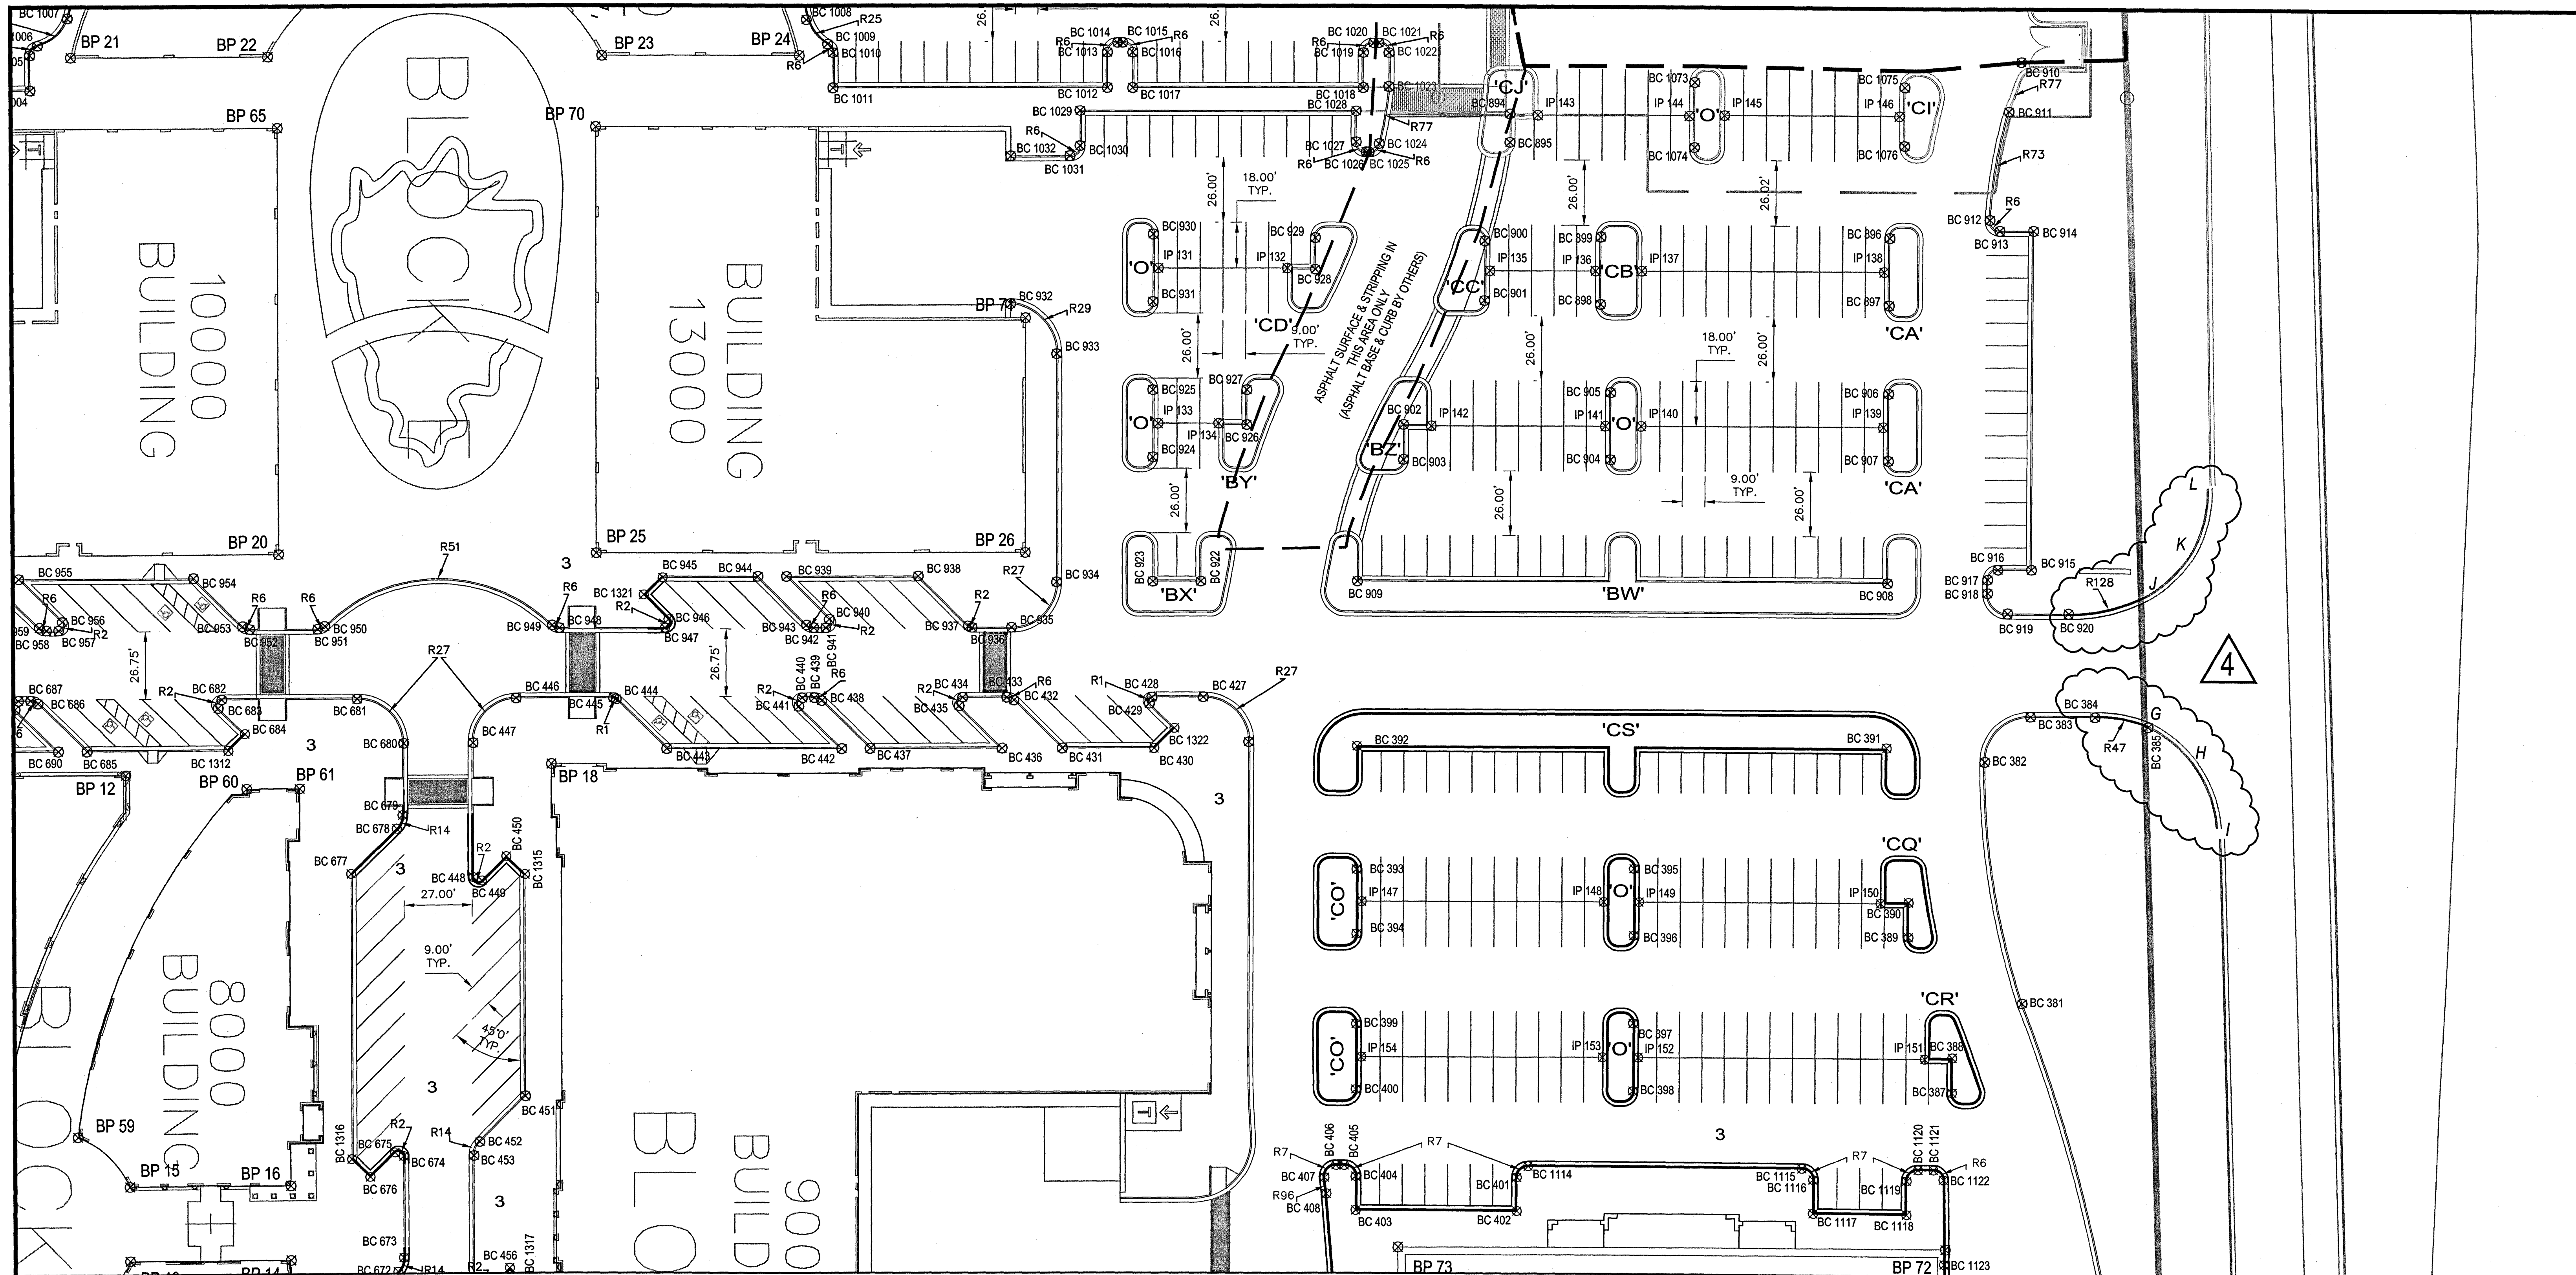 BC 1007
BP 21
BP 22
BP 23
BP 24
BC 1008
R25
BC 1009
BC 1010
R6
BC 1011
BC 1014
BC 1015
R6
R6
BC 1013
BC 1016
BC 1012
BC 1017
BC 1020
BC 1021
R6
R6
BC 1019
BC 1022
BC 1018
BC 1023
BC 1029
BC 1028
R77
R6
BC 1032
BC 1030
BC 1031
BC 1027
BC 1024
R6
BC 1026
BC 1025
R6
'CJ'
BC 894
IP 143
BC 895
BC 1073
IP 144
'O'
IP 145
BC 1074
BC 1075
IP 146
'CI'
BC 1076
BC 910
R77
BC 911
R73
BP 65
BP 70
BLOCK
10000
BUILDING
BUILDING
13000
18.00'
TYP.
26.00'
26.00'
26.02'
BC 930
IP 131
'O'
BC 931
BC 929
IP 132
BC 928
'CD'
9.00'
TYP.
ASPHALT SURFACE & STRIPPING IN
THIS AREA ONLY
(ASPHALT BASE & CURB BY OTHERS)
BC 900
IP 135
'CC'
BC 901
BC 899
IP 136
'CB'
IP 137
BC 898
BC 896
IP 138
BC 897
'CA'
BC 912
R6
BC 913
BC 914
BC 932
R29
BC 933
26.00'
26.00'
26.00'
18.00'
TYP.
BC 925
IP 133
'O'
BC 924
BC 927
IP 134
BC 926
'BY'
BC 902
IP 142
'BZ'
BC 903
BC 905
IP 141
'O'
IP 140
BC 904
BC 906
IP 139
BC 907
'CA'
26.00'
26.00'
9.00'
TYP.
26.00'
BP 20
BP 25
BP 26
R51
3
BC 923
BC 922
'BX'
BC 909
'BW'
BC 908
BC 916
BC 915
BC 917
BC 918
BC 919
BC 920
R128
J
K
L
BC 955
BC 954
R6
R6
R6
R6
BC 956
R2
BC 957
BC 958
BC 953
BC 952
BC 951
BC 950
BC 949
BC 948
BC 945
BC 944
BC 1321
R2
BC 946
BC 947
BC 939
BC 938
R6
BC 940
R2
BC 943
BC 942
BC 941
R2
BC 937
BC 936
BC 935
BC 934
R27
26.75'
R27
26.75'
BC 440
BC 439
R6
R2
BC 441
BC 438
R2
BC 434
BC 435
BC 433
R6
BC 432
R1
BC 428
BC 429
BC 427
R27
BC 1322
4
BC 687
BC 686
R2
BC 682
BC 683
BC 684
BC 681
BC 680
3
BC 690
BC 685
BC 1312
BC 446
BC 447
BC 445
BC 444
R1
BC 443
BC 442
BC 437
BC 436
BC 431
BC 430
'CS'
BC 392
BC 391
BC 384
BC 383
BC 382
R47
BC 385
G
H
I
BP 12
BP 60
BP 61
BP 18
3
BC 679
BC 678
R14
BC 677
3
27.00'
R2
BC 450
BC 448
BC 449
BC 1315
9.00'
TYP.
45°0'
TYP.
BC 393
IP 147
'CO'
BC 394
BC 395
IP 148
'O'
IP 149
BC 396
'CQ'
IP 150
BC 390
BC 389
BC 381
BC 399
IP 154
'CO'
BC 400
BC 397
IP 153
'O'
IP 152
BC 398
'CR'
IP 151
BC 388
BC 387
8000
BUILDING
BLOCK
3
BC 451
BC 452
BC 453
R14
R2
BC 1316
BC 675
BC 674
BC 676
3
BP 59
BP 15
BP 16
BC 673
BC 672
R14
R2
BC 456
BC 1317
BLO
BUILD
900
3
BC 406
BC 405
R7
BC 407
BC 404
R96
BC 408
BC 403
R7
BC 401
BC 402
BC 1114
BC 1115
BC 1116
BC 1117
R7
BC 1120
BC 1121
R6
BC 1119
BC 1122
BC 1118
BP 73
BP 72
BC 1123